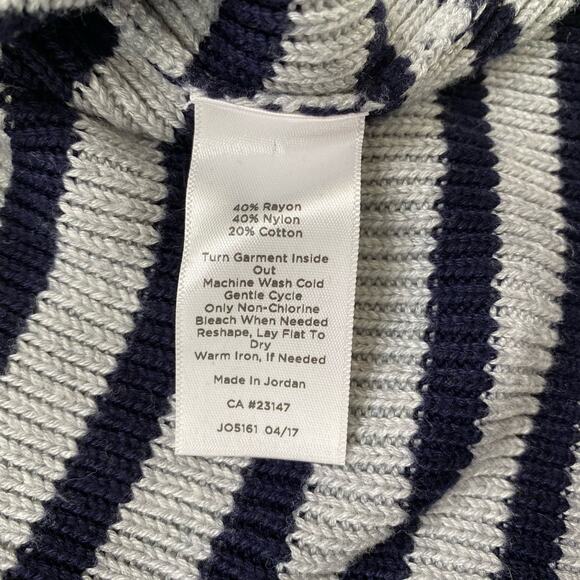 40% Rayon
40% Nylon
20% Cotton
Turn Garment Inside
Out
Machine Wash Cold
Gentle Cycle
Only Non-Chlorine
Bleach When Needed
Reshape, Lay Flat To
Dry
Warm Iron, If Needed
Made In Jordan
CA #23147
JO5161 04/17